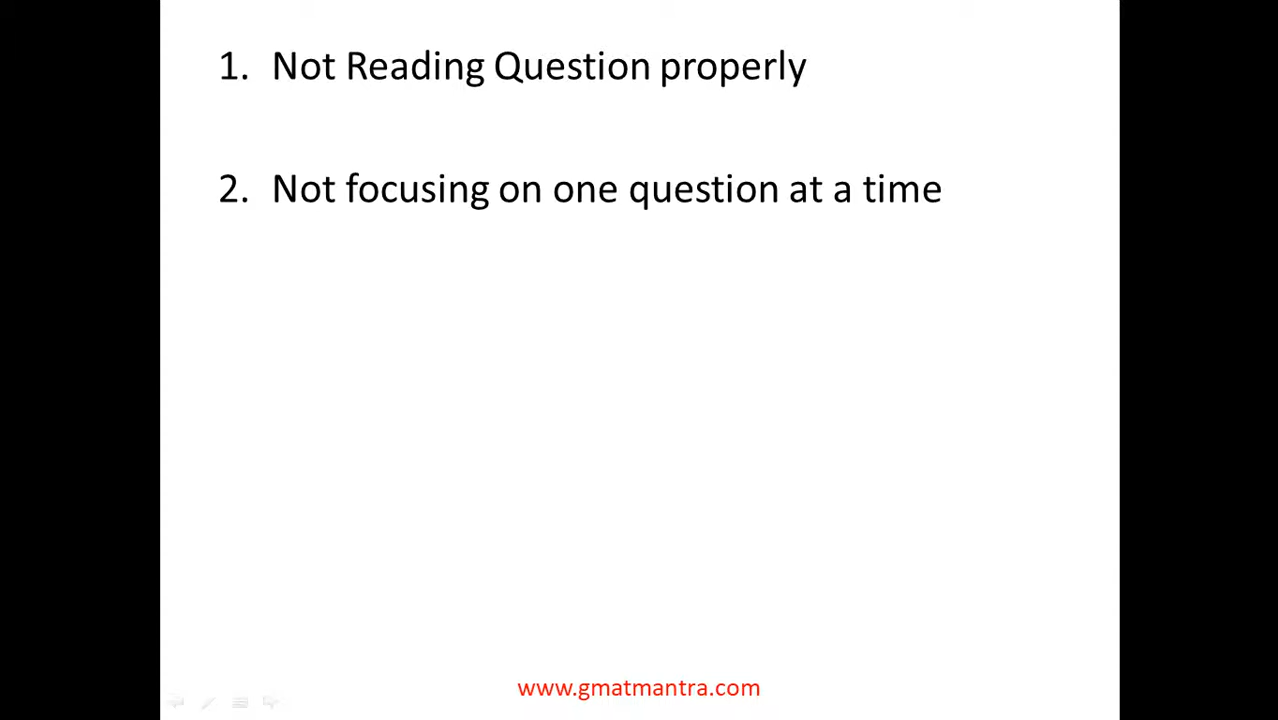 1. Not Reading Question properly
2. Not focusing on one question at a time
www.gmatmantra.com